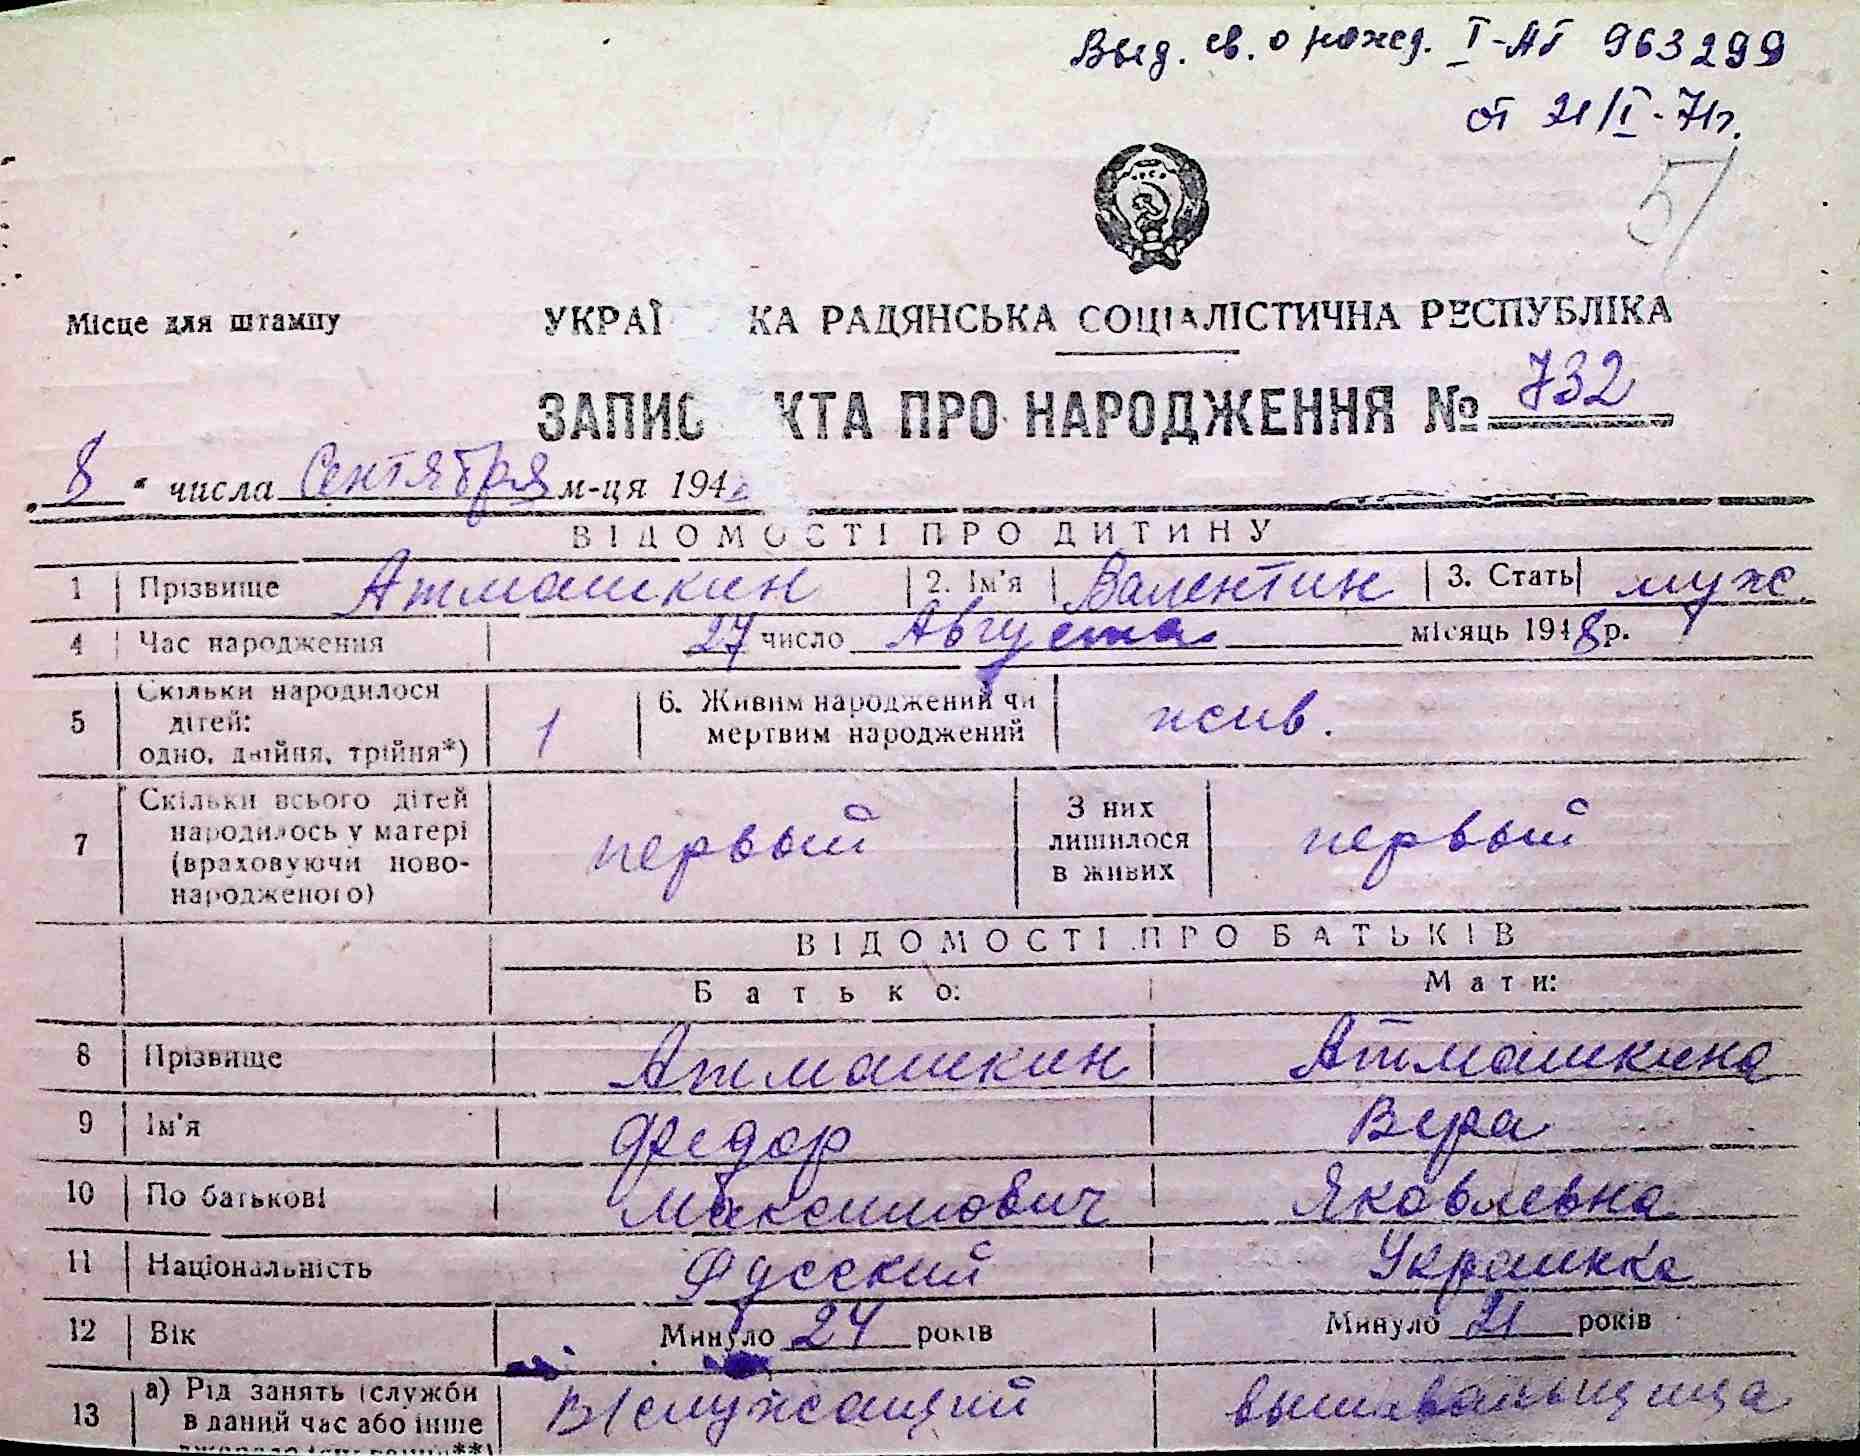 Выд. св. о рожд. I-АГ 963299
от 21/I-71г.
51
Місце для штампу
УКРАЇ КА РАДЯНСЬКА СОЦІАЛІСТИЧНА РЕСПУБЛІКА
ЗАПИС КТА ПРО НАРОДЖЕННЯ № 732
„8“ числа Сентября м-ця 194
ВІДОМОСТІ ПРО ДИТИНУ
1 Прізвище Атмашкин 2. Ім'я Валентин 3. Стать муж.
4 Час народження 27 число Августа місяць 1948 р.
5 Скільки народилося дітей: одно, двійня, трійня*) 1 6. Живим народжений чи мертвим народжений жив.
7 Скільки всього дітей народилось у матері (враховуючи новонародженого) первый З них лишилося в живих первый
ВІДОМОСТІ ПРО БАТЬКІВ
Батько: Мати:
8 Прізвище Атмашкин Атмашкина
9 Ім'я Федор Вера
10 По батькові Максимович Яковлевна
11 Національність Русский Украинка
12 Вік Минуло 24 років Минуло 21 років
13 а) Рід занять (служби в даний час або інше В/служащий вышивальщица